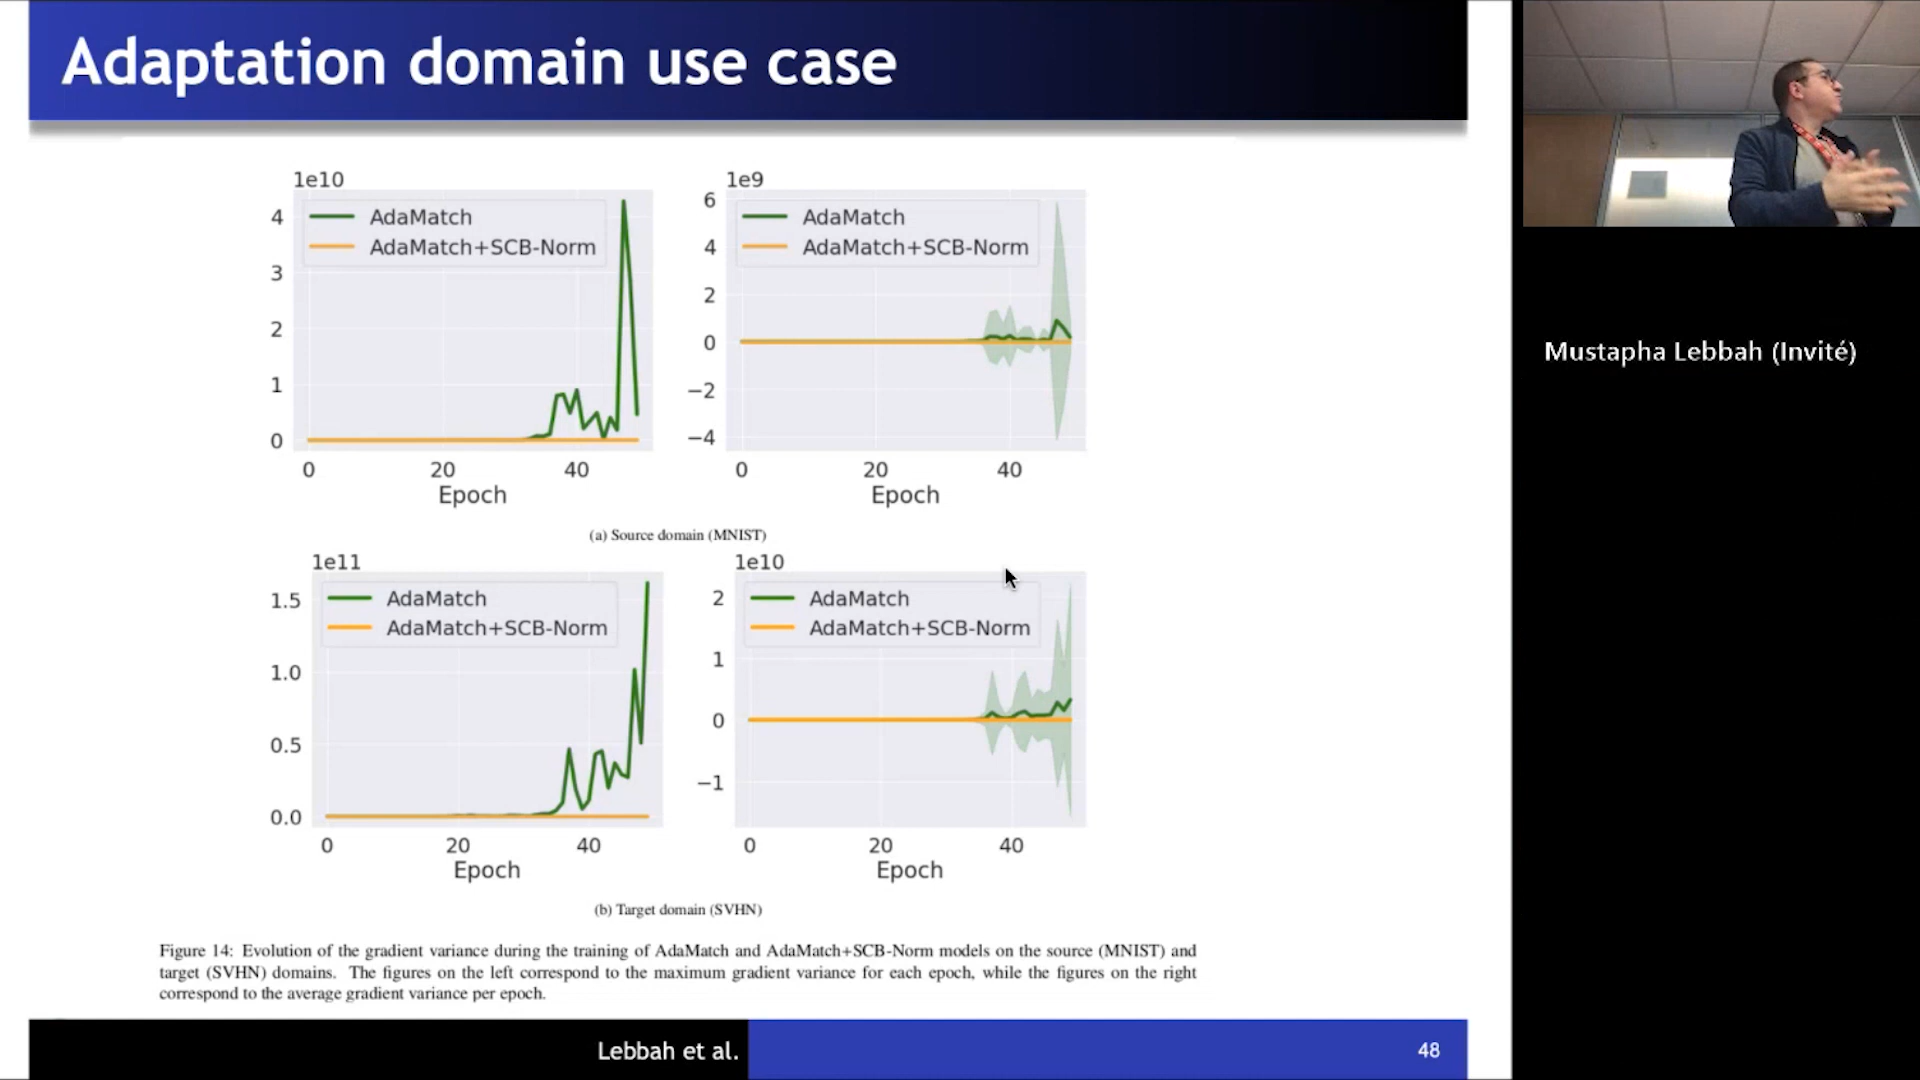 Adaptation domain use case
1e10
AdaMatch
AdaMatch+SCB-Norm
4
3
2
1
0
0 20 40
Epoch
1e9
AdaMatch
AdaMatch+SCB-Norm
6
4
2
0
−2
−4
0 20 40
Epoch
(a) Source domain (MNIST)
1e11
AdaMatch
AdaMatch+SCB-Norm
1.5
1.0
0.5
0.0
0 20 40
Epoch
1e10
AdaMatch
AdaMatch+SCB-Norm
2
1
0
−1
0 20 40
Epoch
(b) Target domain (SVHN)
Figure 14: Evolution of the gradient variance during the training of AdaMatch and AdaMatch+SCB-Norm models on the source (MNIST) and
target (SVHN) domains. The figures on the left correspond to the maximum gradient variance for each epoch, while the figures on the right
correspond to the average gradient variance per epoch.
Lebbah et al.
48
Mustapha Lebbah (Invité)